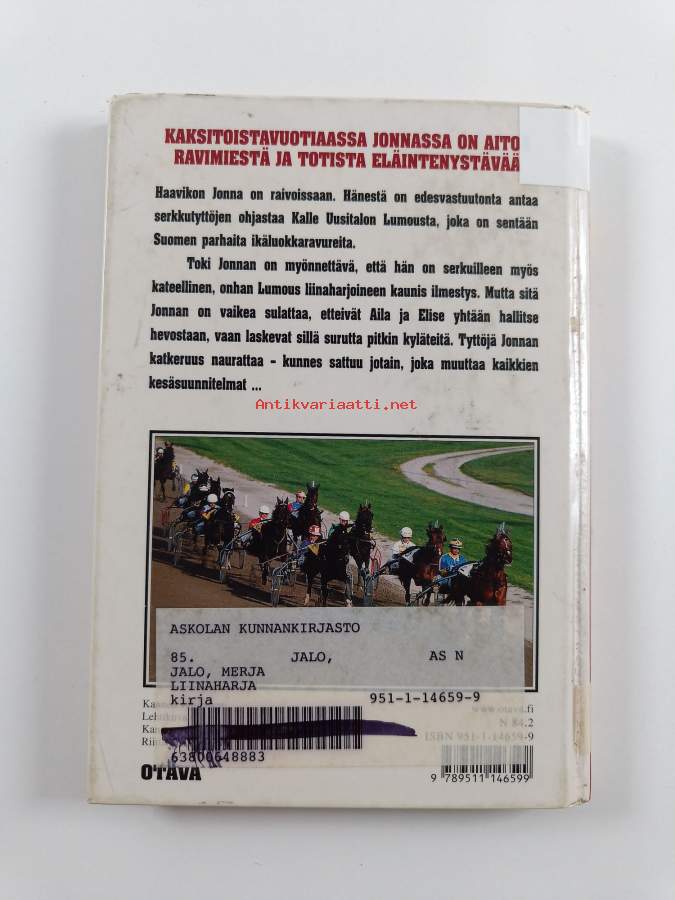 KAKSITOISTAVUOTIAASSA JONNASSA ON AITO
RAVIMIESTÄ JA TOTISTA ELÄINTENYSTÄVÄÄ
Haavikon Jonna on raivoissaan. Hänestä on edesvastuutonta antaa
serkkutyttöjen ohjastaa Kalle Uusitalon Lumousta, joka on sentään
Suomen parhaita ikäluokkaravureita.
Toki Jonnan on myönnettävä, että hän on serkuilleen myös
kateellinen, onhan Lumous liinaharjoineen kaunis ilmestys. Mutta sitä
Jonnan on vaikea sulattaa, etteivät Aila ja Elise yhtään hallitse
hevostaan, vaan laskevat sillä surutta pitkin kyläteitä. Tyttöjä Jonnan
katkeruus naurattaa – kunnes sattuu jotain, joka muuttaa kaikkien
kesäsuunnitelmat ...
Antikvariaatti.net
ASKOLAN KUNNANKIRJASTO
85. JALO, AS N
JALO, MERJA
LIINAHARJA
kirja 951-1-14659-9
www.otava.fi
N 84.2
ISBN 951-1-14659-9
63800648883
OTAVA
9 789511 146599